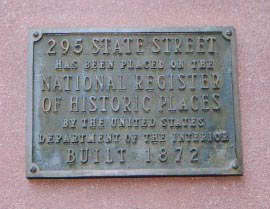 295 STATE STREET
HAS BEEN PLACED ON THE
NATIONAL REGISTER
OF HISTORIC PLACES
BY THE UNITED STATES
DEPARTMENT OF THE INTERIOR
BUILT 1872